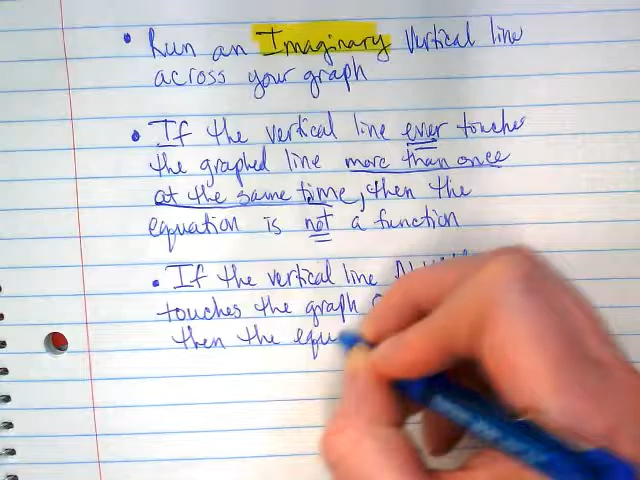 • Run an Imaginary vertical line
across your graph
• If the vertical line ever touches
the graphed line more than once
at the same time, then the
equation is not a function
• If the vertical line
touches the graph
then the equ